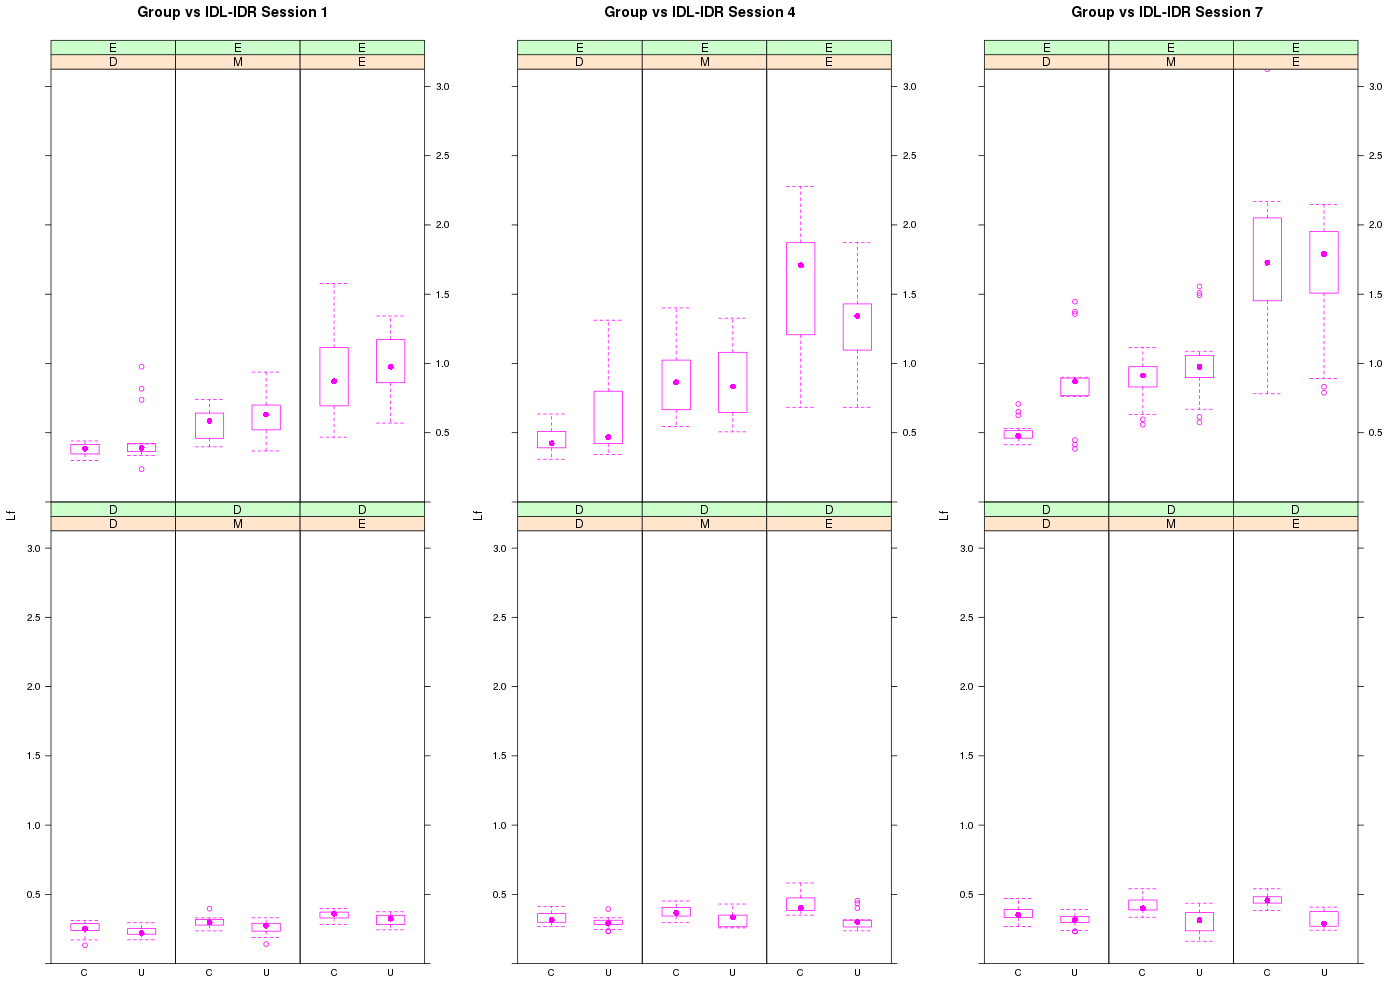 Group vs IDL-IDR Session 1 Group vs IDL-IDR Session 4 Group vs IDL-IDR Session 7
E E E E E E E E E
D M E D M E D M E
3.0 3.0 3.0
2.5 2.5 2.5
2.0 2.0 2.0
1.5 1.5 1.5
1.0 1.0 1.0
0.5 0.5 0.5
D D D D D D D D D
Lf Lf Lf
D M E D M E D M E
3.0 3.0 3.0
2.5 2.5 2.5
2.0 2.0 2.0
1.5 1.5 1.5
1.0 1.0 1.0
0.5 0.5 0.5
C U C U C U C U C U C U C U C U C U